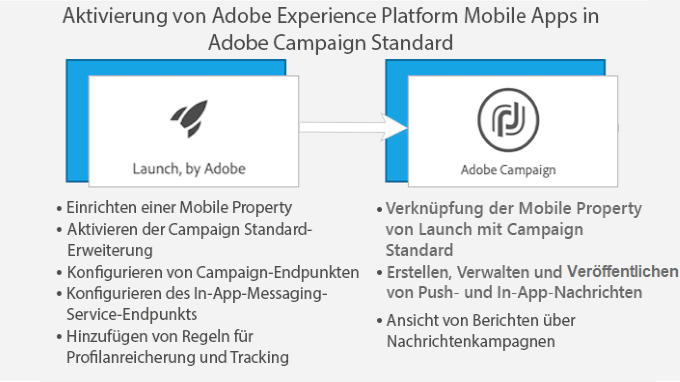 Aktivierung von Adobe Experience Platform Mobile Apps in
Adobe Campaign Standard
Launch, by Adobe
• Einrichten einer Mobile Property
• Aktivieren der Campaign Standard-
Erweiterung
• Konfigurieren von Campaign-Endpunkten
• Konfigurieren des In-App-Messaging-
Service-Endpunkts
• Hinzufügen von Regeln für
Profilanreicherung und Tracking
Adobe Campaign
• Verknüpfung der Mobile Property
von Launch mit Campaign
Standard
• Erstellen, Verwalten und Veröffentlichen
von Push- und In-App-Nachrichten
• Ansicht von Berichten über
Nachrichtenkampagnen